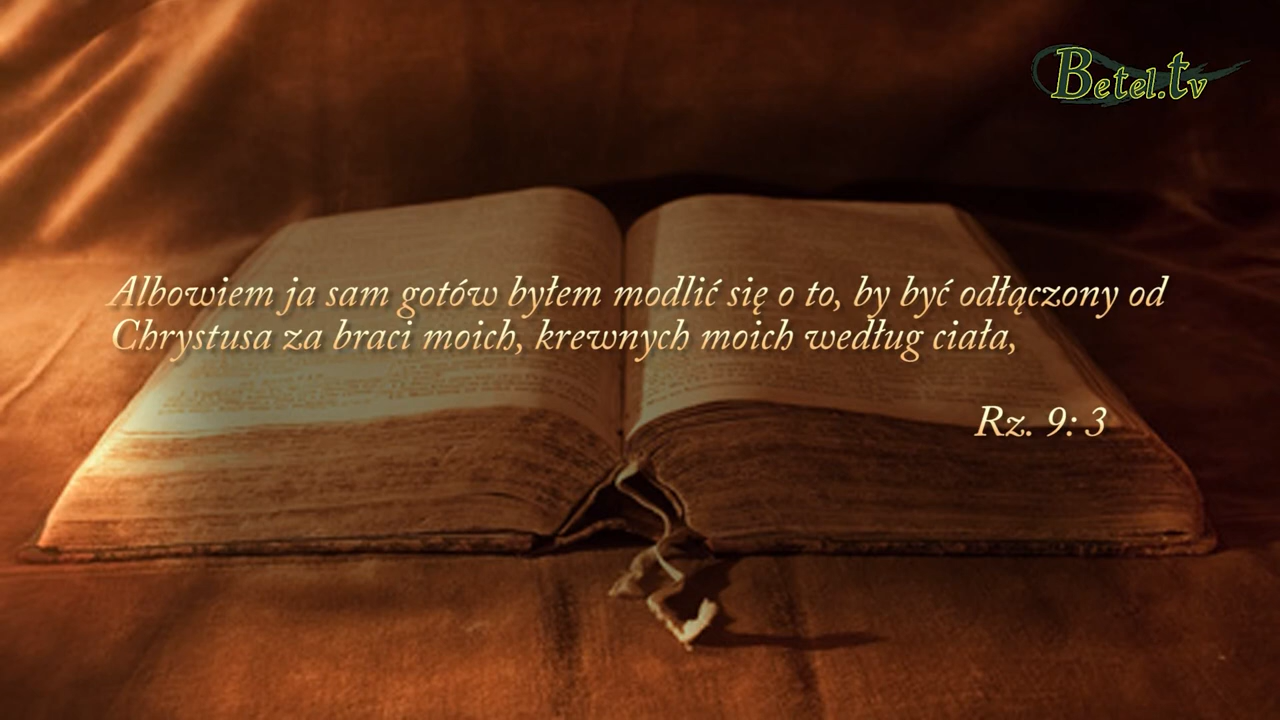 Betel.tv
Albowiem ja sam gotów byłem modlić się o to, by być odłączony od
Chrystusa za braci moich, krewnych moich według ciała,
Rz. 9: 3